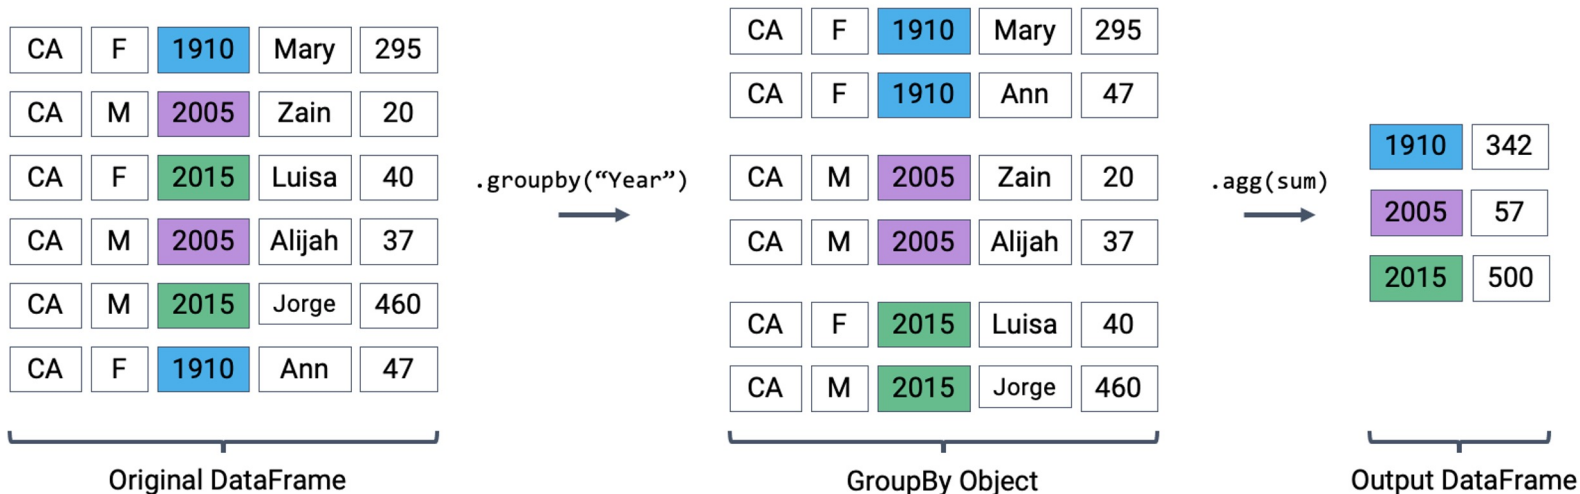 CA F 1910 Mary 295
CA M 2005 Zain 20
CA F 2015 Luisa 40
CA M 2005 Alijah 37
CA M 2015 Jorge 460
CA F 1910 Ann 47
Original DataFrame
.groupby(“Year”)
CA F 1910 Mary 295
CA F 1910 Ann 47
CA M 2005 Zain 20
CA M 2005 Alijah 37
CA F 2015 Luisa 40
CA M 2015 Jorge 460
GroupBy Object
.agg(sum)
1910 342
2005 57
2015 500
Output DataFrame